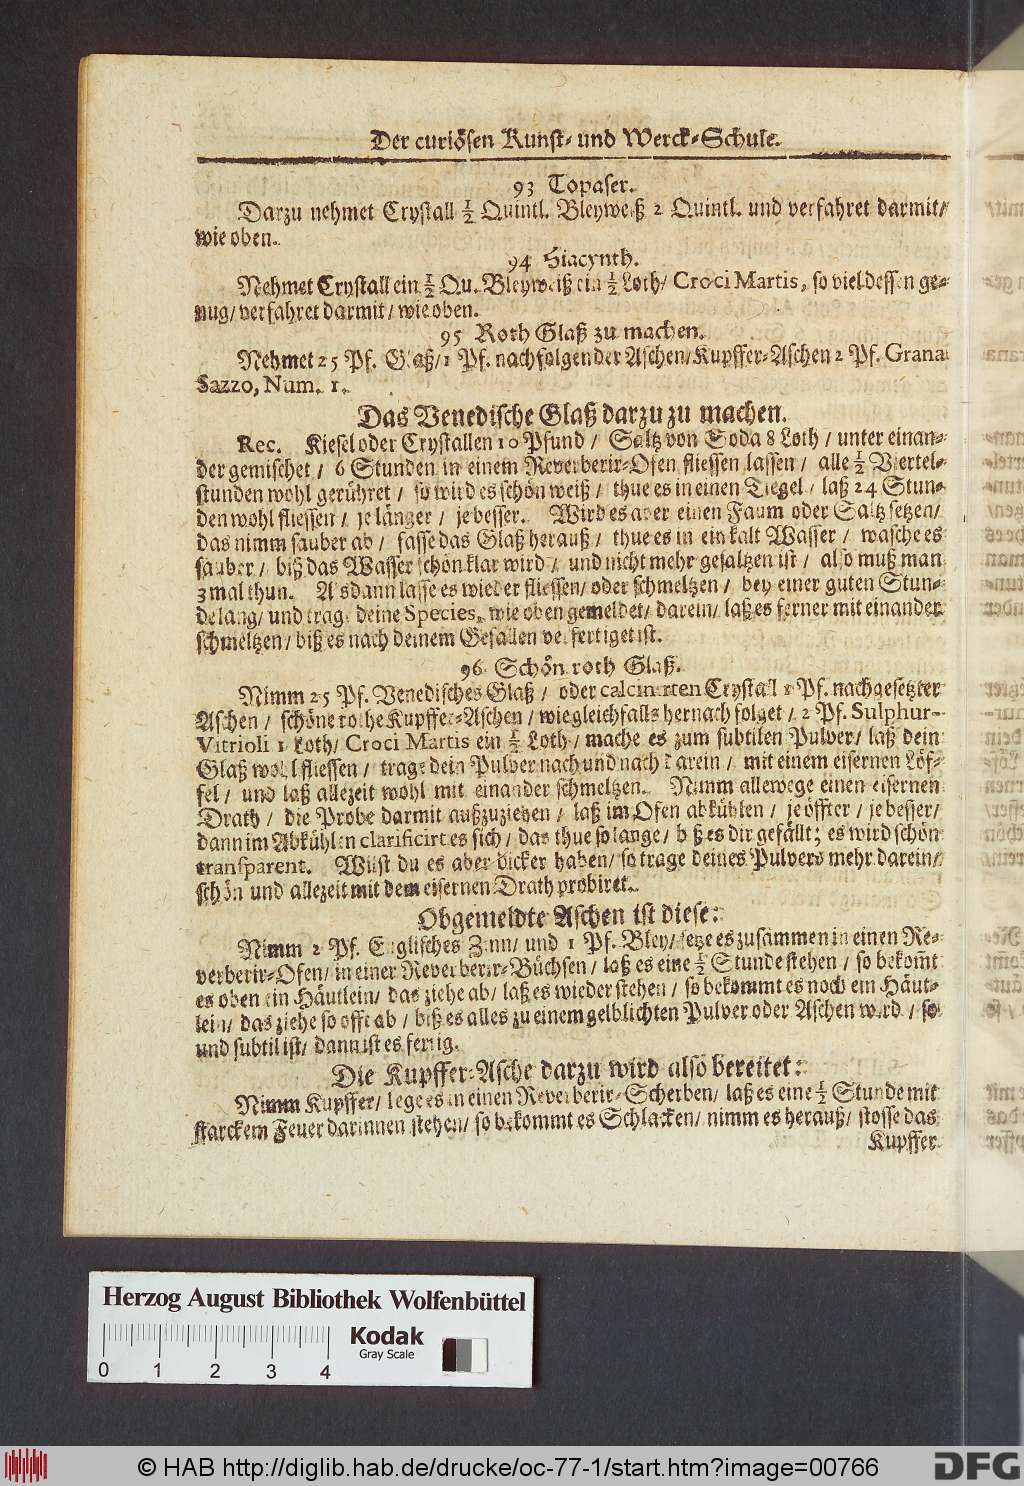 Der curiösen Kunst- und Werck-Schule.
93 Topaser.
Darzu nehmet Crystall ½ Quintl. Bleyweiß 2 Quintl. und verfahret darmit/
wie oben.
94 Hiacynth.
Nehmet Crystall ein ½ Qu. Bleyweiß ein ½ Loth/ Croci Martis, so viel dessen ge-
nug/ verfahret darmit/ wie oben.
95 Roth Glaß zu machen.
Nehmet 25 Pf. Glaß/ 1 Pf. nachfolgender Aschen/ Kupffer-Aschen 2 Pf. Grana
Sazzo, Num. 1.
Das Venedische Glaß darzu zu machen.
Rec. Kiesel oder Crystallen 10 Pfund / Saltz von Soda 8 Loth / unter einan-
der gemischet / 6 Stunden in einem Reverberir-Ofen fliessen lassen / alle ½ Viertel-
stunden wohl gerühret / so wird es schön weiß / thue es in einen Tiegel / laß 24 Stun-
den wohl fliessen / je länger / je besser. Wird es aber einen Faum oder Saltz setzen/
das nimm sauber ab / fasse das Glaß herauß / thue es in ein kalt Wasser / wasche es
sauber / biß das Wasser schön klar wird / und nicht mehr gesaltzen ist / also muß man
3 mal thun. Alsdann lasse es wieder fliessen/ oder schmeltzen / bey einer guten Stun-
de lang/ und trage deine Species, wie oben gemeldet/ darein/ laß es ferner mit einander
schmeltzen/ biß es nach deinem Gefallen verfertiget ist.
96 Schön roth Glaß.
Nimm 25 Pf. Venedisches Glaß / oder calcinirten Crystall 1 Pf. nachgesetzter
Aschen / schöne rothe Kupffer-Aschen / wie gleichfalls hernach folget / 2 Pf. Sulphur-
Vitrioli 1 Loth/ Croci Martis ein ½ Loth / mache es zum subtilen Pulver/ laß dein
Glaß wohl fliessen / trage dein Pulver nach und nach darein / mit einem eisernen Löf-
fel / und laß allezeit wohl mit einander schmeltzen. Nimm allewege einen eisernen
Drath / die Probe darmit außzuziehen / laß im Ofen abkühlen / je öffter / je besser/
dann im Abkühlen clarificirt es sich / das thue so lange / biß es dir gefällt; es wird schön
transparent. Wilst du es aber dicker haben/ so trage deines Pulvers mehr darein/
schön und allezeit mit dem eisernen Drath probiret.
Obgemeldte Aschen ist diese:
Nimm 2 Pf. Englisches Zinn/ und 1 Pf. Bley/ setze es zusammen in einen Re-
verberir-Ofen/ in einer Reverberir-Büchsen / laß es eine ½ Stunde stehen / so bekomt
es oben ein Häutlein/ das ziehe ab/ laß es wieder stehen / so bekommt es noch ein Häut-
lein/ das ziehe so offt ab / biß es alles zu einem gelblichten Pulver oder Aschen wird / so
und subtil ist/ dann ist es fertig.
Die Kupffer-Asche darzu wird also bereitet:
Nimm Kupffer/ lege es in einen Reverberir-Scherben/ laß es eine ½ Stunde mit
starckem Feuer darinnen stehen/ so bekommt es Schlacken/ nimm es herauß/ stosse das
Kupffer
Herzog August Bibliothek Wolfenbüttel
Kodak
Gray Scale
0 1 2 3 4
© HAB http://diglib.hab.de/drucke/oc-77-1/start.htm?image=00766
DFG